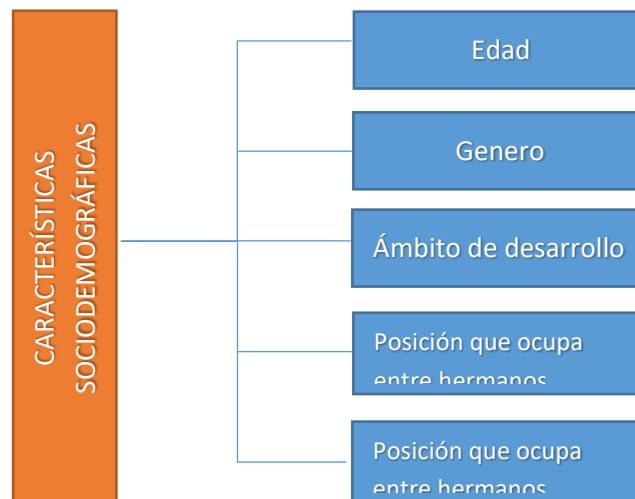 CARACTERÍSTICAS
SOCIODEMOGRÁFICAS
Edad
Genero
Ámbito de desarrollo
Posición que ocupa
entre hermanos
Posición que ocupa
entre hermanos